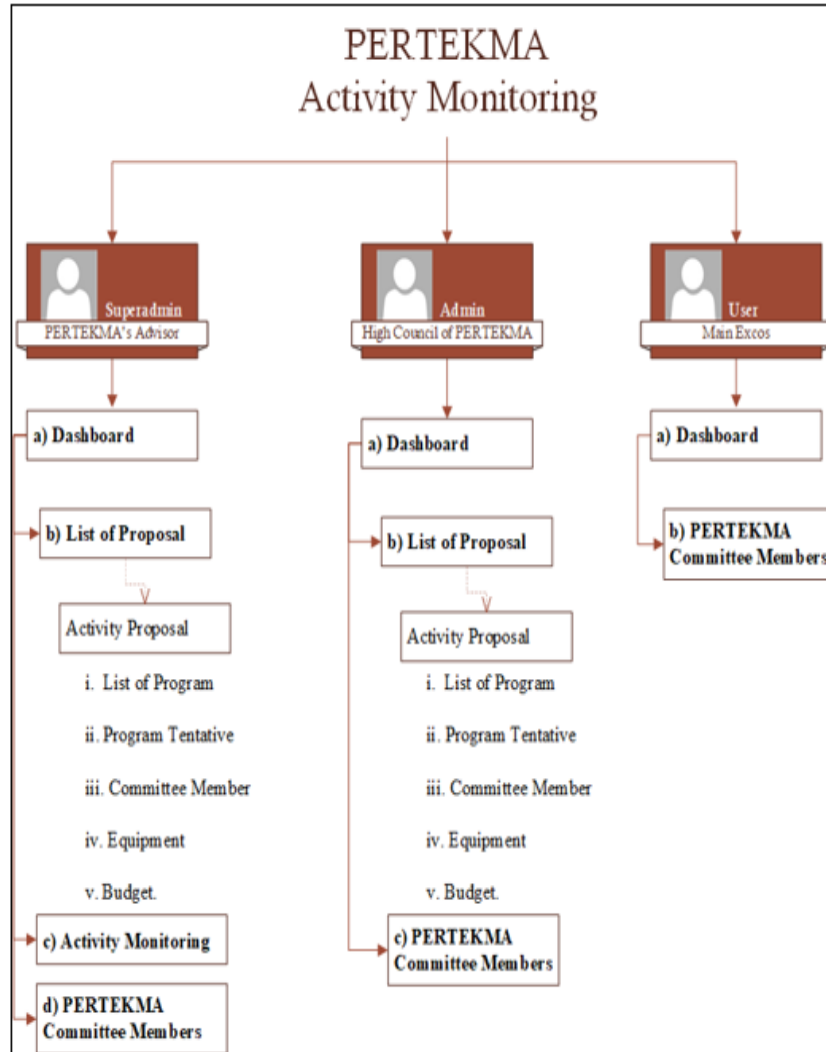 PERTEKMA
Activity Monitoring
Superadmin
PERTEKMA's Advisor
a) Dashboard
b) List of Proposal
Activity Proposal
i. List of Program
ii. Program Tentative
iii. Committee Member
iv. Equipment
v. Budget.
c) Activity Monitoring
d) PERTEKMA
Committee Members
Admin
High Council of PERTEKMA
a) Dashboard
b) List of Proposal
Activity Proposal
i. List of Program
ii. Program Tentative
iii. Committee Member
iv. Equipment
v. Budget.
c) PERTEKMA
Committee Members
User
Main Excos
a) Dashboard
b) PERTEKMA
Committee Members